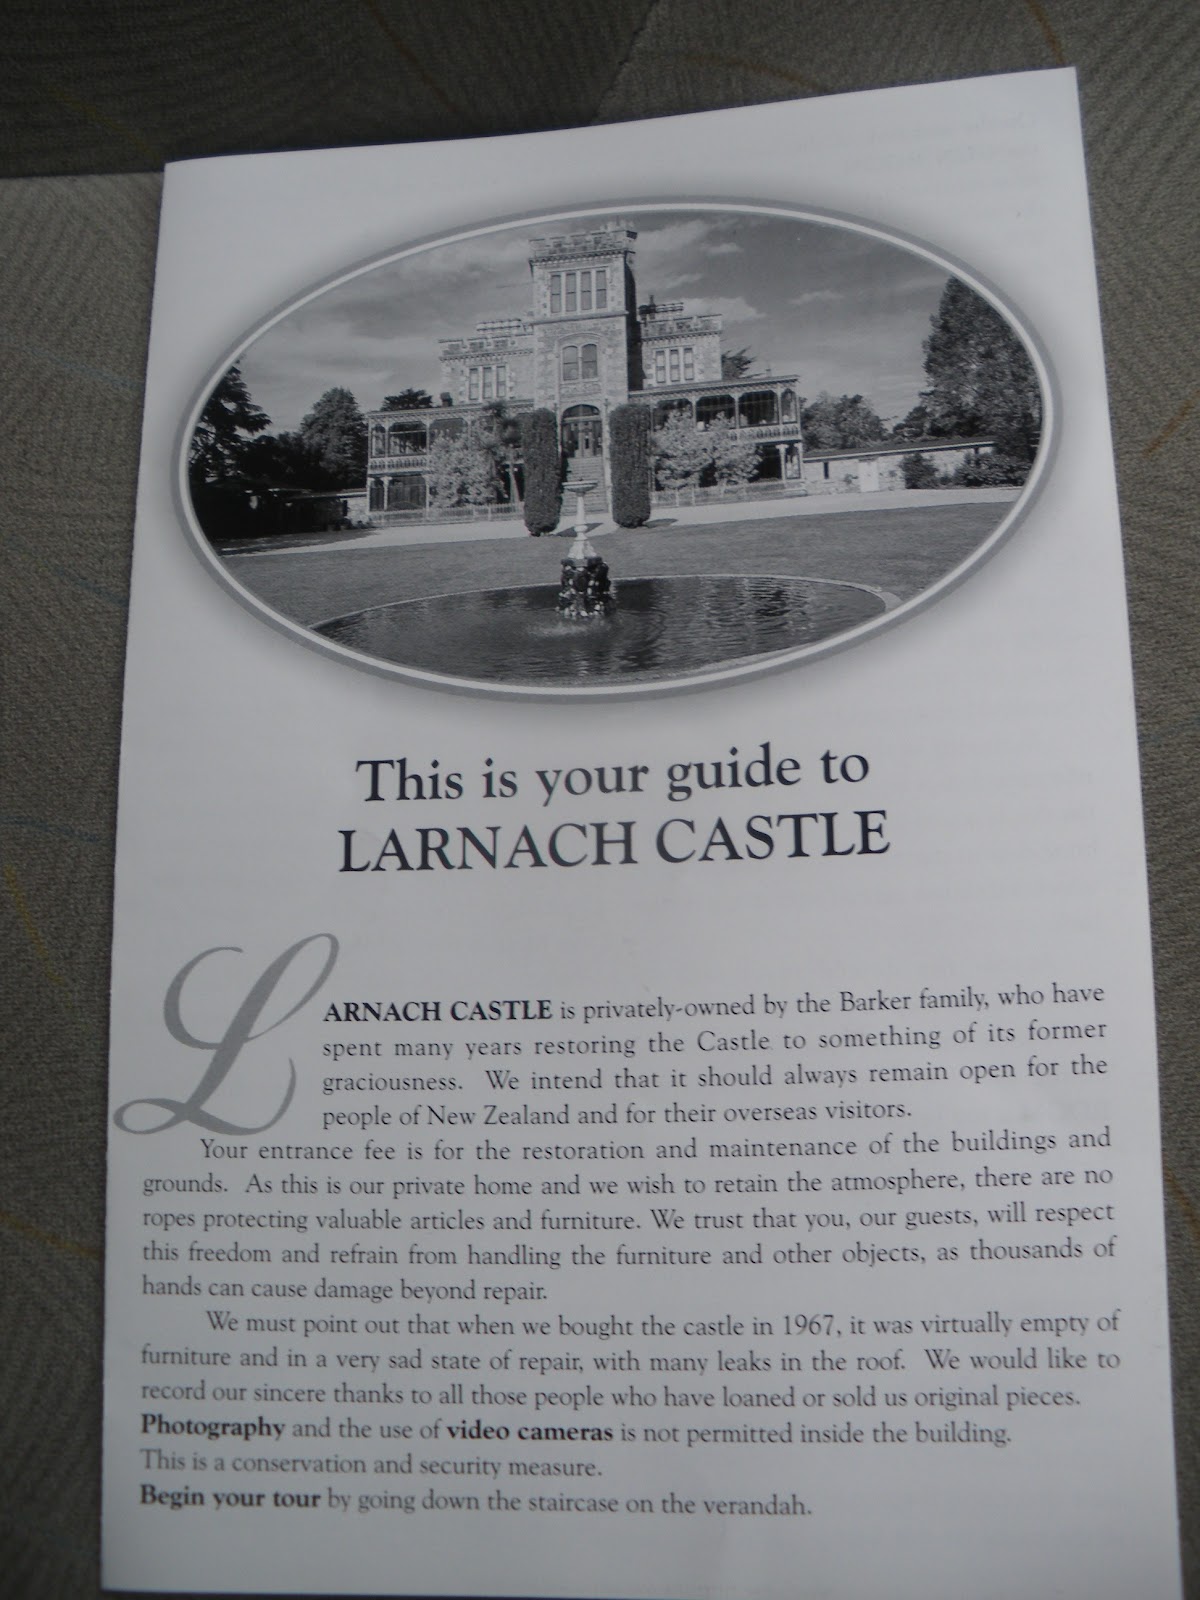 This is your guide to
LARNACH CASTLE
LARNACH CASTLE is privately-owned by the Barker family, who have
spent many years restoring the Castle to something of its former
graciousness. We intend that it should always remain open for the
people of New Zealand and for their overseas visitors.
Your entrance fee is for the restoration and maintenance of the buildings and
grounds. As this is our private home and we wish to retain the atmosphere, there are no
ropes protecting valuable articles and furniture. We trust that you, our guests, will respect
this freedom and refrain from handling the furniture and other objects, as thousands of
hands can cause damage beyond repair.
We must point out that when we bought the castle in 1967, it was virtually empty of
furniture and in a very sad state of repair, with many leaks in the roof. We would like to
record our sincere thanks to all those people who have loaned or sold us original pieces.
Photography and the use of video cameras is not permitted inside the building.
This is a conservation and security measure.
Begin your tour by going down the staircase on the verandah.